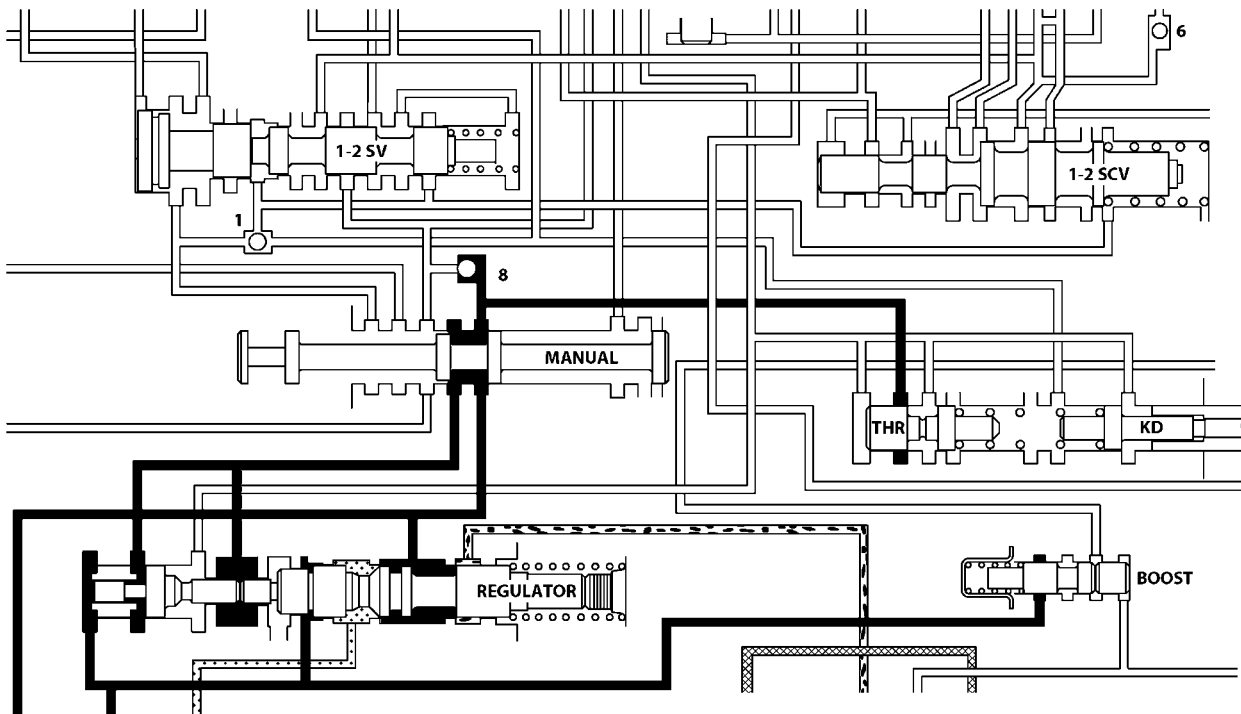 6
1-2 SV
1-2 SCV
1
8
MANUAL
THR
KD
REGULATOR
BOOST